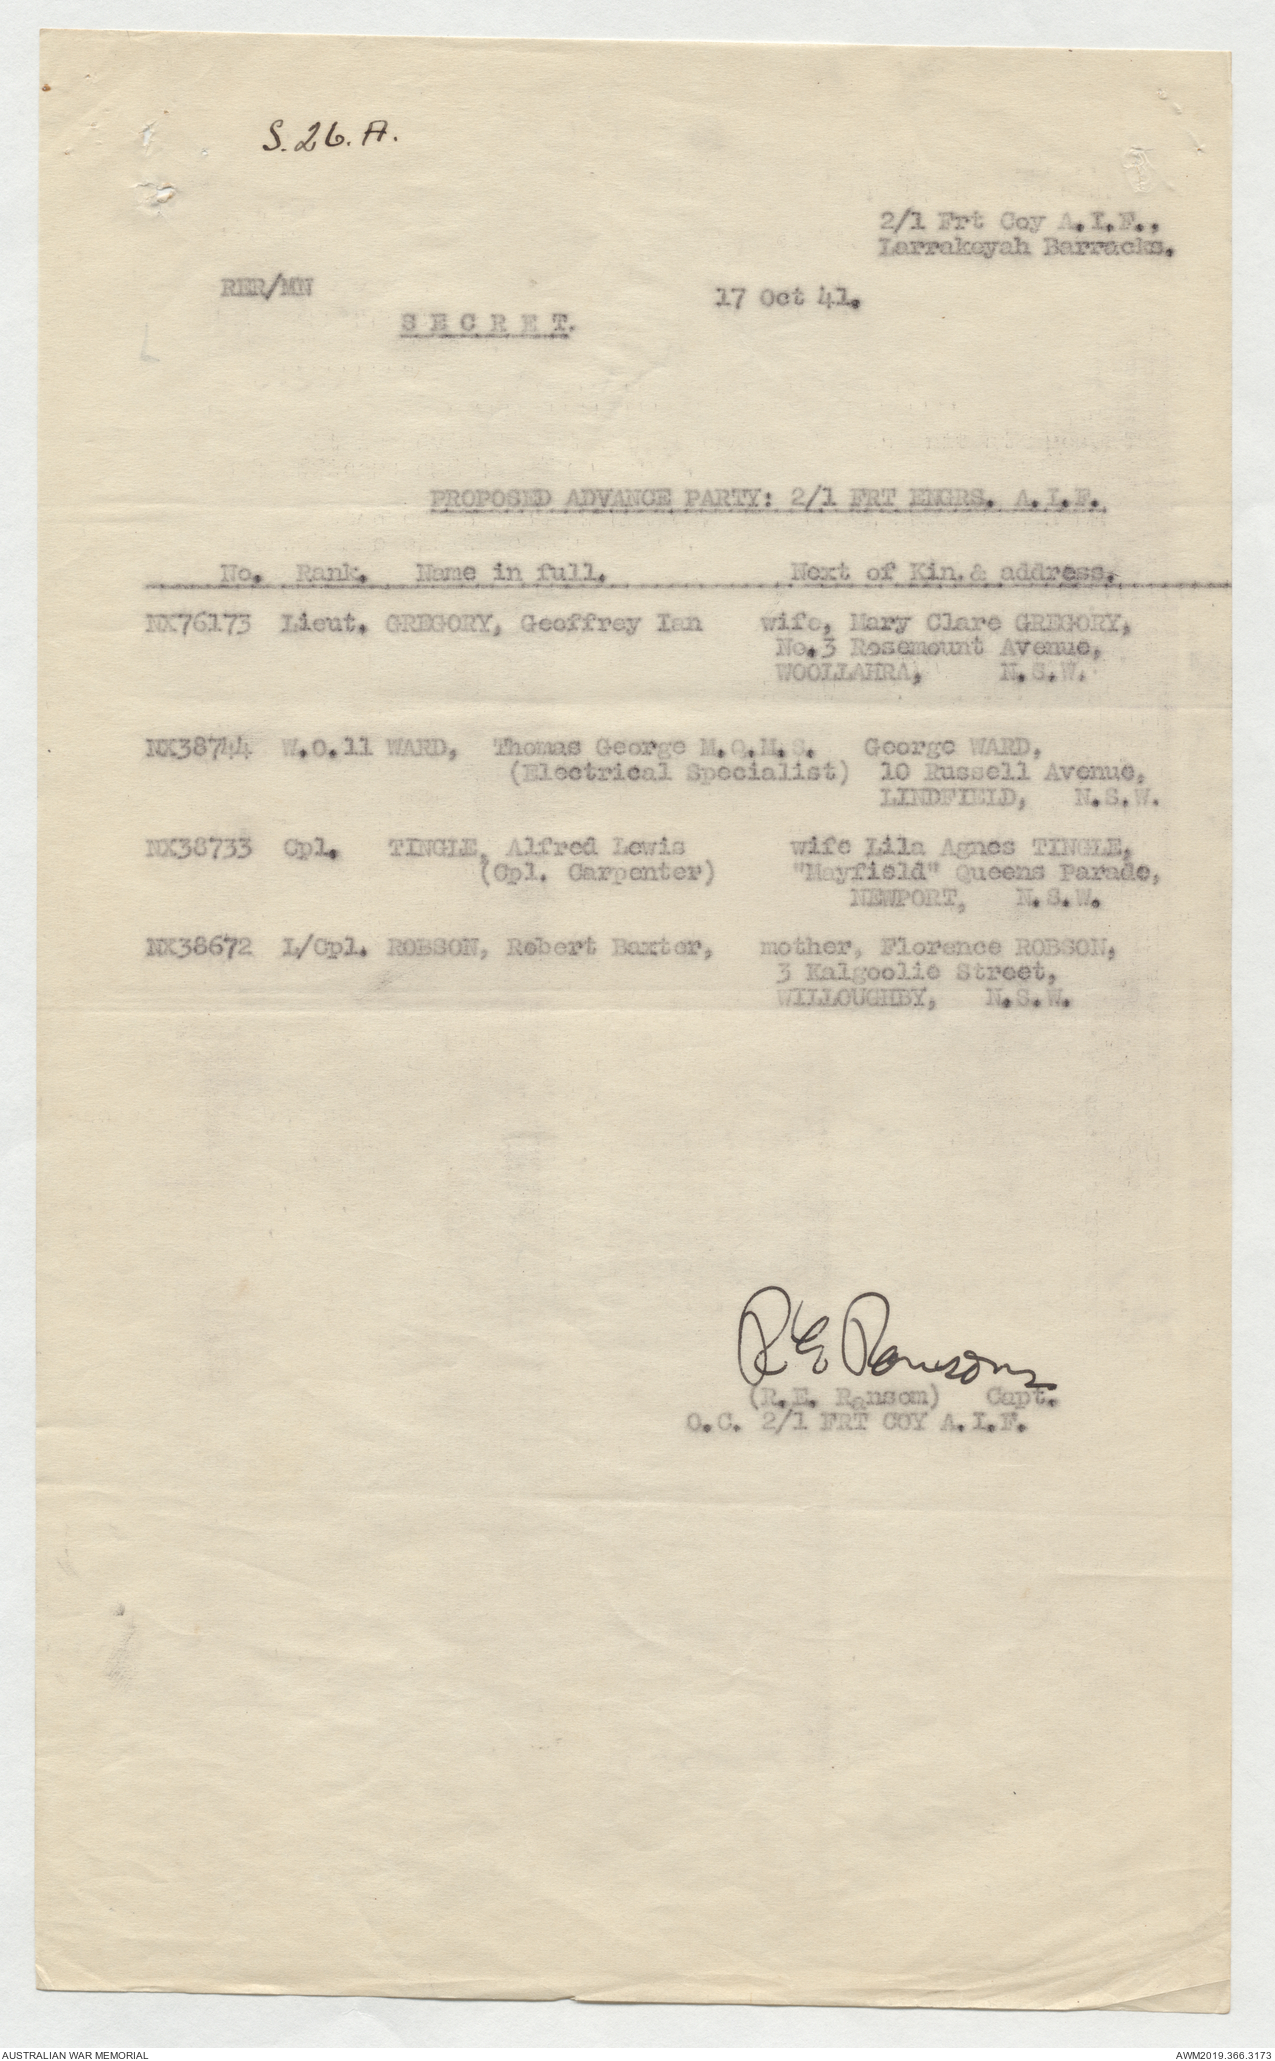 S.26.A.
2/1 Frt Coy A.I.F.,
Larrakeyah Barracks.
RER/MN
17 Oct 41.
S E C R E T.
PROPOSED ADVANCE PARTY: 2/1 FRT ENGRS. A.I.F.
No. Rank. Name in full. Next of Kin.& address.
NX76173 Lieut. GREGORY, Geoffrey Ian wife, Mary Clare GREGORY,
No.3 Rosemount Avenue,
WOOLLAHRA, N.S.W.
NX38744 W.O.11 WARD, Thomas George M.Q.M.S. George WARD,
(Electrical Specialist) 10 Russell Avenue,
LINDFIELD, N.S.W.
NX38733 Cpl. TINGLE, Alfred Lewis wife Lila Agnes TINGLE,
(Cpl. Carpenter) "Mayfield" Queens Parade,
NEWPORT, N.S.W.
NX38672 L/Cpl. ROBSON, Robert Baxter, mother, Florence ROBSON,
3 Kalgoolie Street,
WILLOUGHBY, N.S.W.
R E Ransom
(R.E. Ransom) Capt.
O.C. 2/1 FRT COY A.I.F.
AUSTRALIAN WAR MEMORIAL AWM2019.366.3173